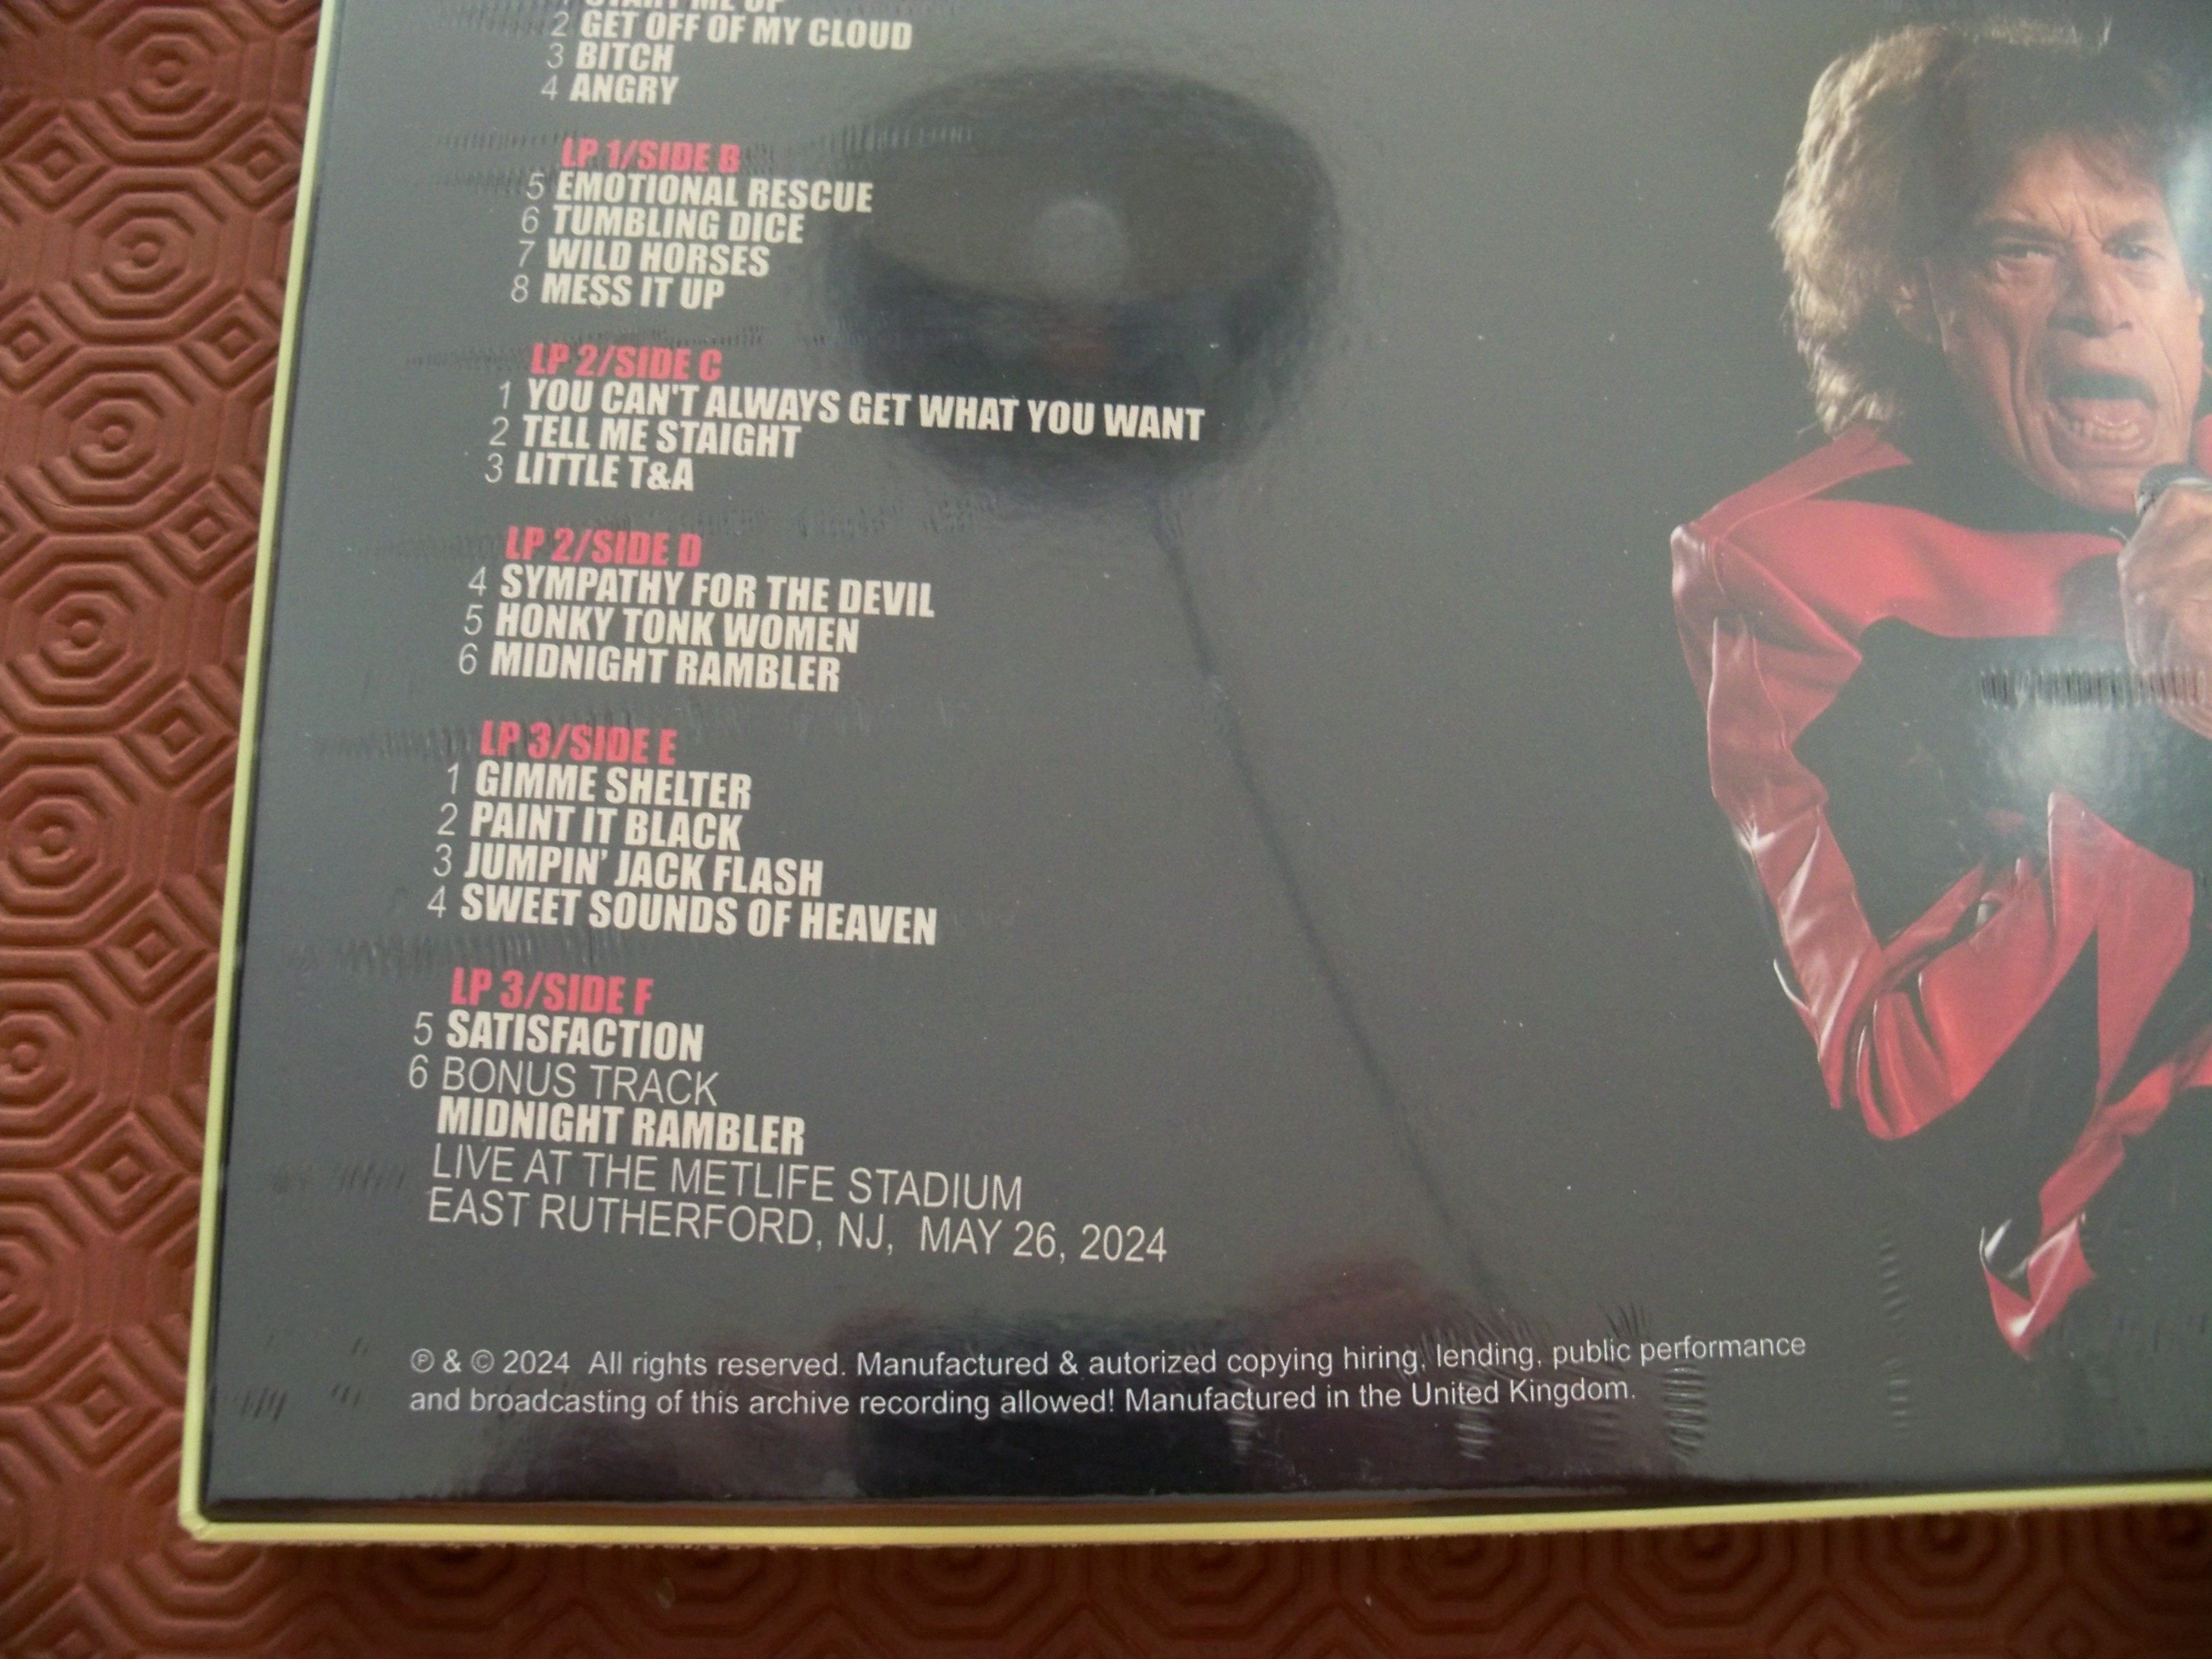 1 START ME UP
2 GET OFF OF MY CLOUD
3 BITCH
4 ANGRY
LP 1/SIDE B
5 EMOTIONAL RESCUE
6 TUMBLING DICE
7 WILD HORSES
8 MESS IT UP
LP 2/SIDE C
1 YOU CAN'T ALWAYS GET WHAT YOU WANT
2 TELL ME STAIGHT
3 LITTLE T&A
LP 2/SIDE D
4 SYMPATHY FOR THE DEVIL
5 HONKY TONK WOMEN
6 MIDNIGHT RAMBLER
LP 3/SIDE E
1 GIMME SHELTER
2 PAINT IT BLACK
3 JUMPIN’ JACK FLASH
4 SWEET SOUNDS OF HEAVEN
LP 3/SIDE F
5 SATISFACTION
6 BONUS TRACK
MIDNIGHT RAMBLER
LIVE AT THE METLIFE STADIUM
EAST RUTHERFORD, NJ, MAY 26, 2024
℗ & © 2024 All rights reserved. Manufactured & autorized copying hiring, lending, public performance
and broadcasting of this archive recording allowed! Manufactured in the United Kingdom.